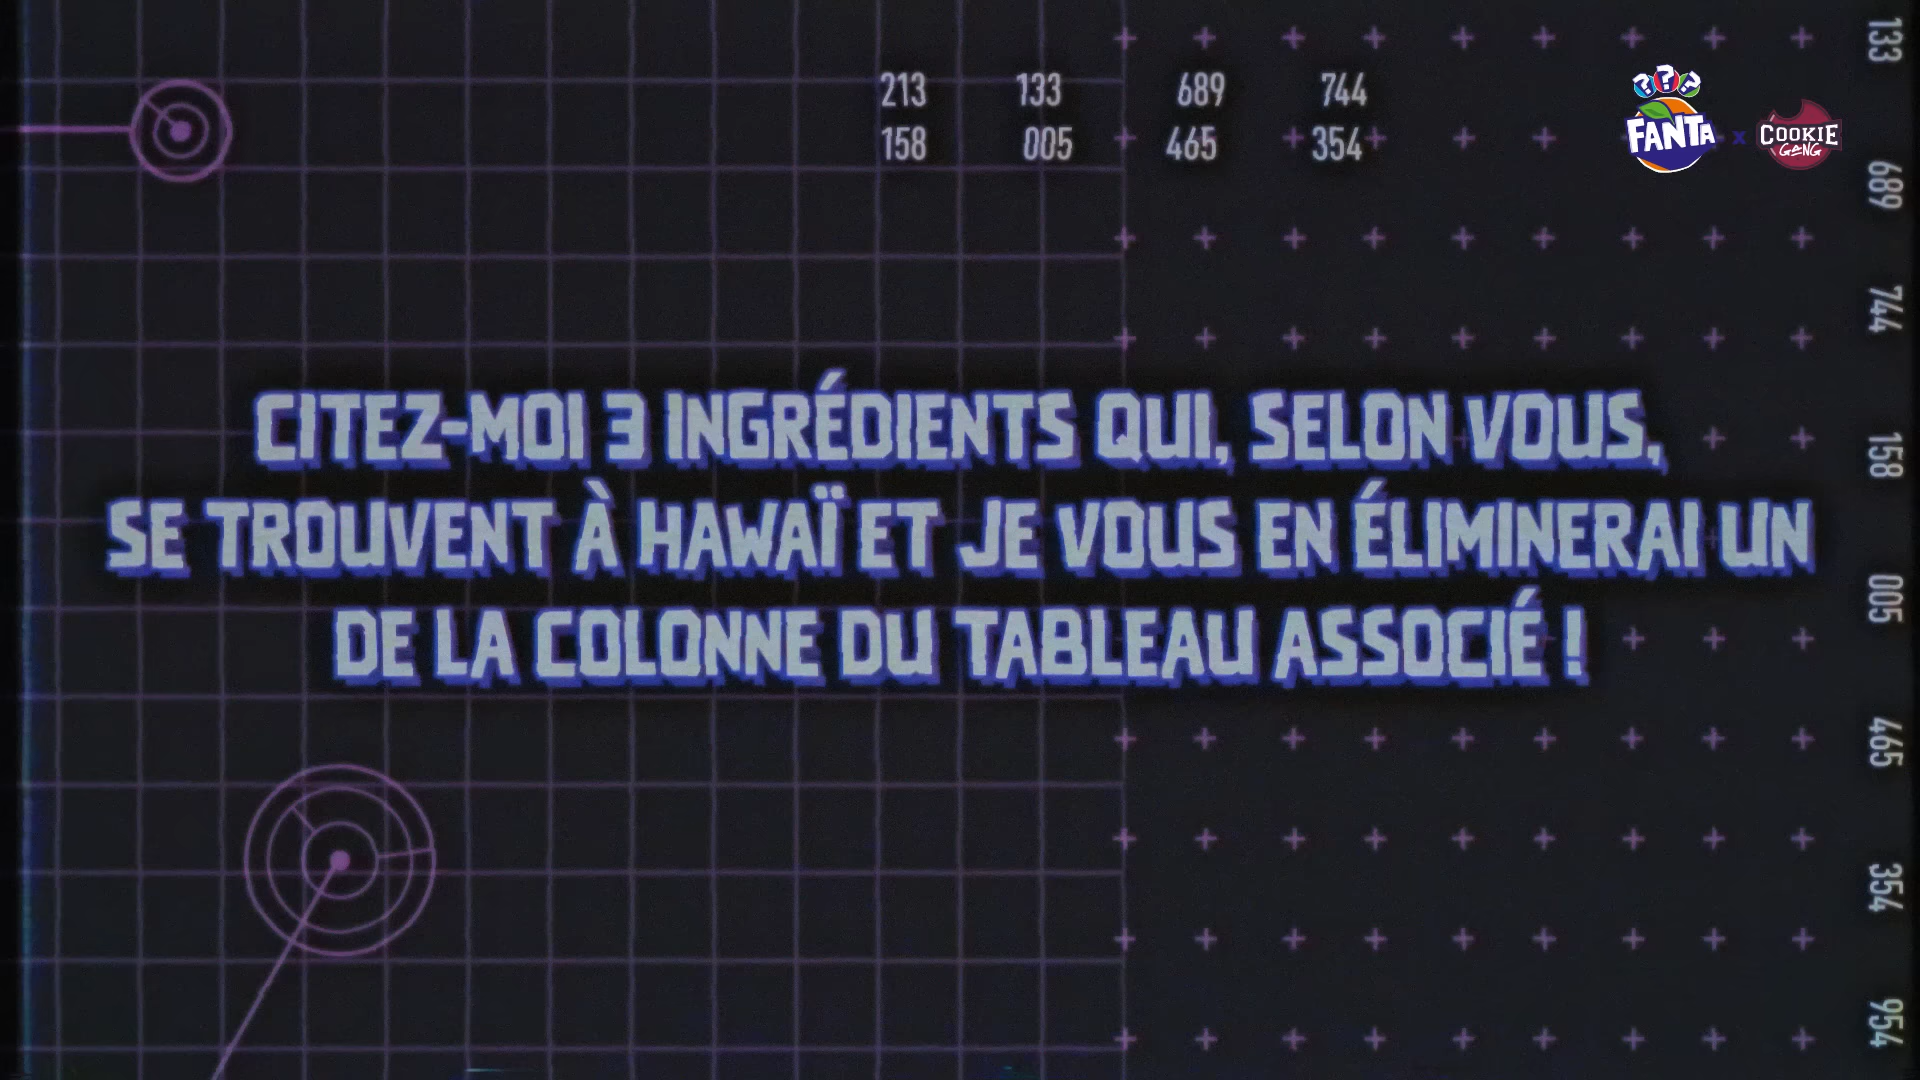 213 133 689 744
158 005 465 354
???
FANTA x COOKIE GANG
CITEZ-MOI 3 INGRÉDIENTS QUI, SELON VOUS,
SE TROUVENT À HAWAÏ ET JE VOUS EN ÉLIMINERAI UN
DE LA COLONNE DU TABLEAU ASSOCIÉ !
133
689
744
158
005
465
354
954